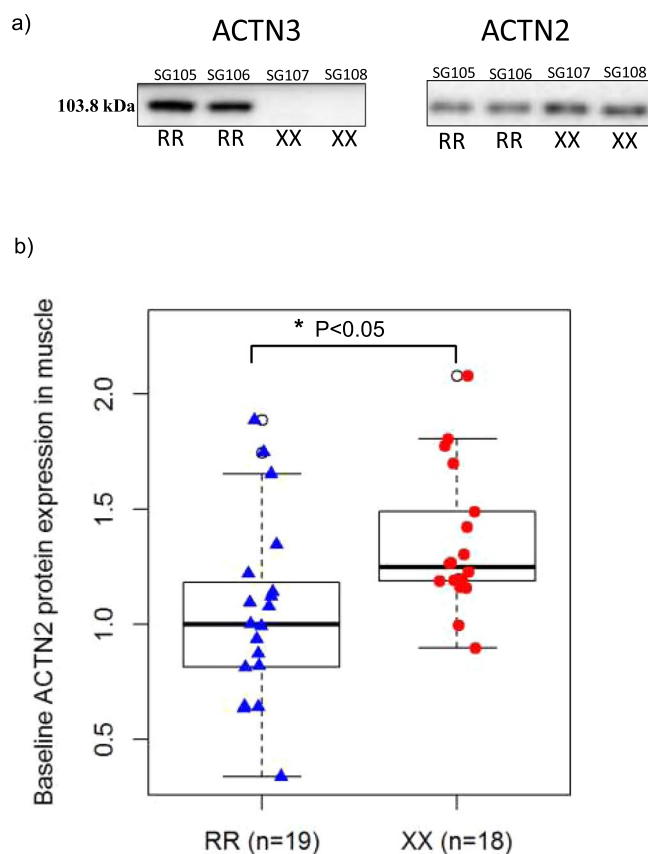 a)
ACTN3
ACTN2
SG105 SG106 SG107 SG108
SG105 SG106 SG107 SG108
103.8 kDa
RR RR XX XX
RR RR XX XX
b)
Baseline ACTN2 protein expression in muscle
* P<0.05
2.0
1.5
1.0
0.5
RR (n=19)
XX (n=18)